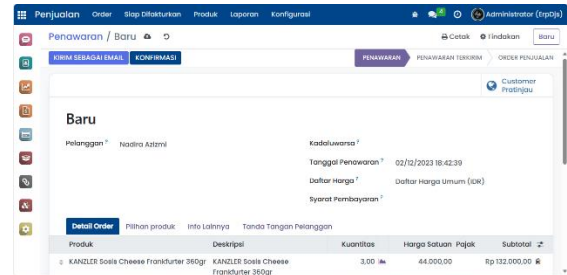 Penjualan Order Siap Difakturkan Produk Laporan Konfigurasi Administrator (ErpDjs)
Penawaran / Baru Cetak Tindakan Baru
KIRIM SEBAGAI EMAIL KONFIRMASI PENAWARAN PENAWARAN TERKIRIM ORDER PENJUALAN
Customer
Pratinjau
Baru
Pelanggan ? Nadira Azizmi
Kadaluwarsa ?
Tanggal Penawaran ? 02/12/2023 18:42:39
Daftar Harga ? Daftar Harga Umum (IDR)
Syarat Pembayaran ?
Detail Order Pilihan produk Info Lainnya Tanda Tangan Pelanggan
Produk Deskripsi Kuantitas Harga Satuan Pajak Subtotal
KANZLER Sosis Cheese Frankfurter 360gr KANZLER Sosis Cheese 3,00 44.000,00 Rp 132.000,00
Frankfurter 360gr